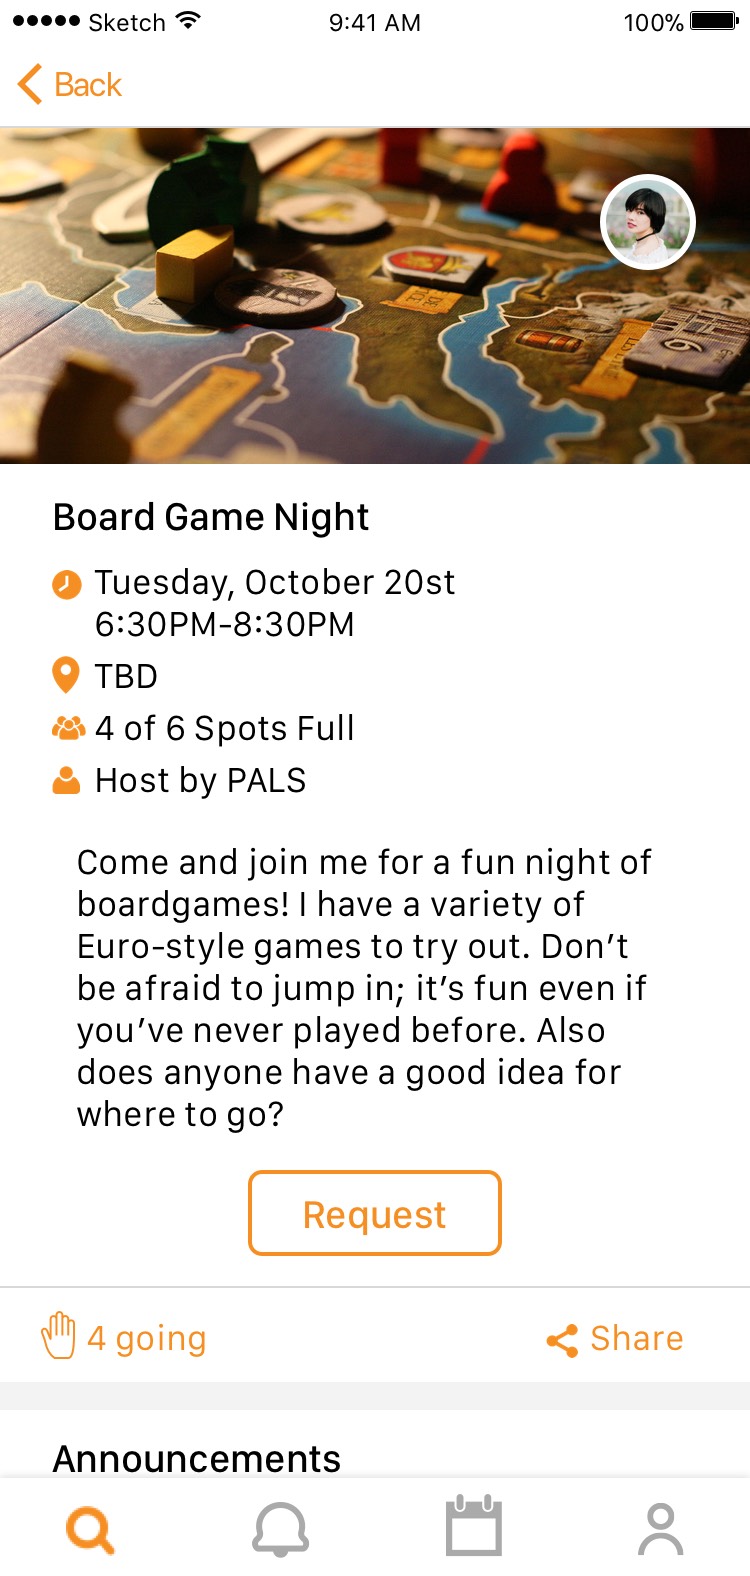 Sketch 9:41 AM 100%
Back
Board Game Night
Tuesday, October 20st
6:30PM-8:30PM
TBD
4 of 6 Spots Full
Host by PALS
Come and join me for a fun night of
boardgames! I have a variety of
Euro-style games to try out. Don’t
be afraid to jump in; it’s fun even if
you’ve never played before. Also
does anyone have a good idea for
where to go?
Request
4 going Share
Announcements